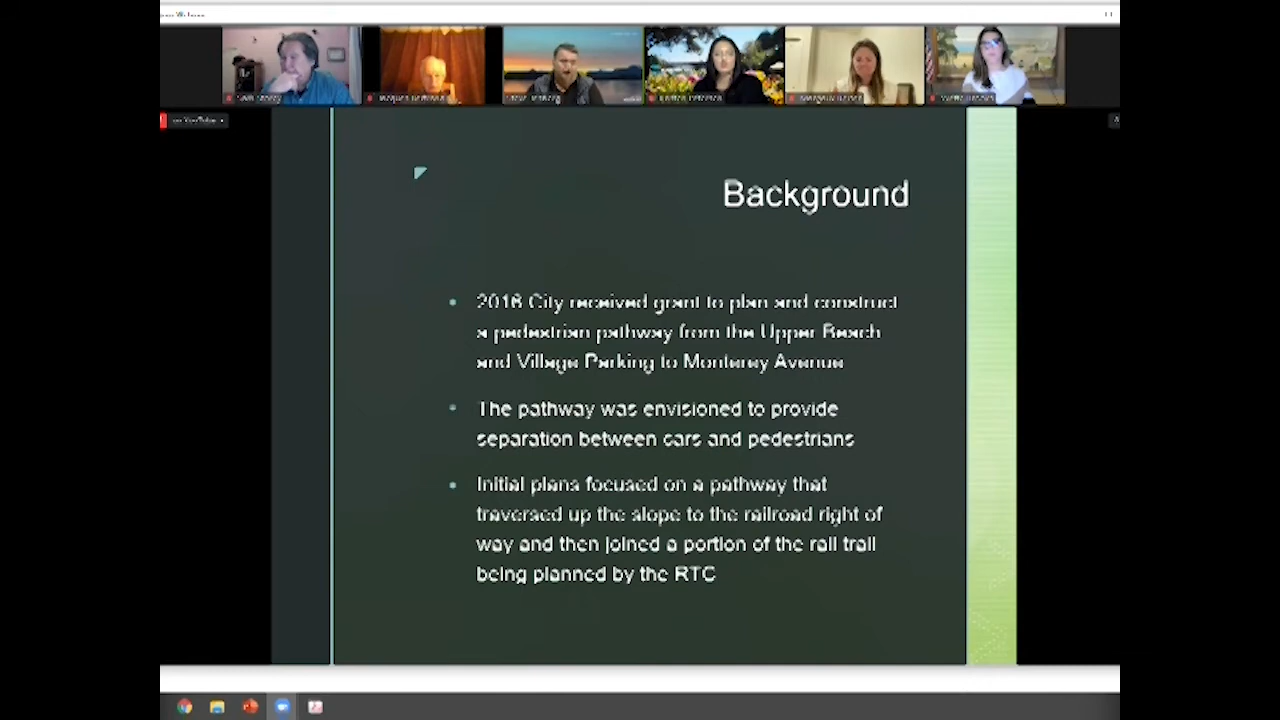 Background
2016 City received grant to plan and construct
a pedestrian pathway from the Upper Beach
and Village Parking to Monterey Avenue
The pathway was envisioned to provide
separation between cars and pedestrians
Initial plans focused on a pathway that
traversed up the slope to the railroad right of
way and then joined a portion of the rail trail
being planned by the RTC